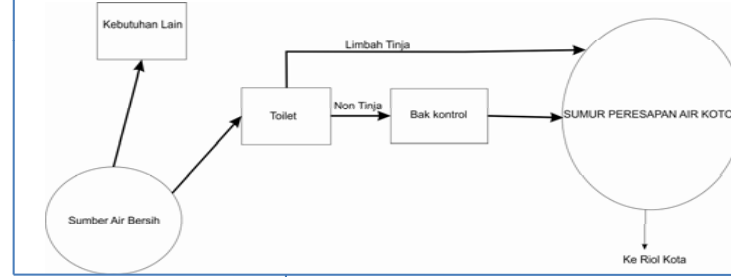 Kebutuhan Lain
Limbah Tinja
Toilet
Non Tinja
Bak kontrol
SUMUR PERESAPAN AIR KOTO
Sumber Air Bersih
Ke Riol Kota